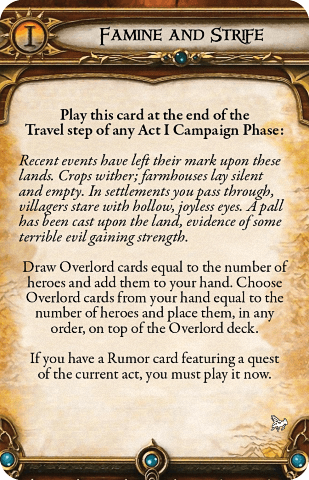 I
Famine and Strife
Play this card at the end of the
Travel step of any Act I Campaign Phase:
Recent events have left their mark upon these
lands. Crops wither; farmhouses lay silent
and empty. In settlements you pass through,
villagers stare with hollow, joyless eyes. A pall
has been cast upon the land, evidence of some
terrible evil gaining strength.
Draw Overlord cards equal to the number of
heroes and add them to your hand. Choose
Overlord cards from your hand equal to the
number of heroes and place them, in any
order, on top of the Overlord deck.
If you have a Rumor card featuring a quest
of the current act, you must play it now.